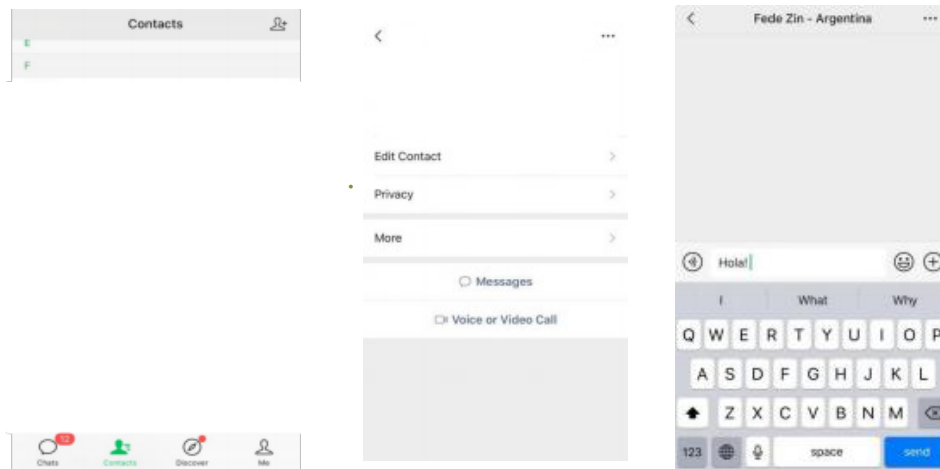 Contacts
E
F
12
Chats Contacts Discover Me
Edit Contact
Privacy
More
Messages
Voice or Video Call
Fede Zin - Argentina
Hola!
I What Why
Q W E R T Y U I O P
A S D F G H J K L
Z X C V B N M
123 space send